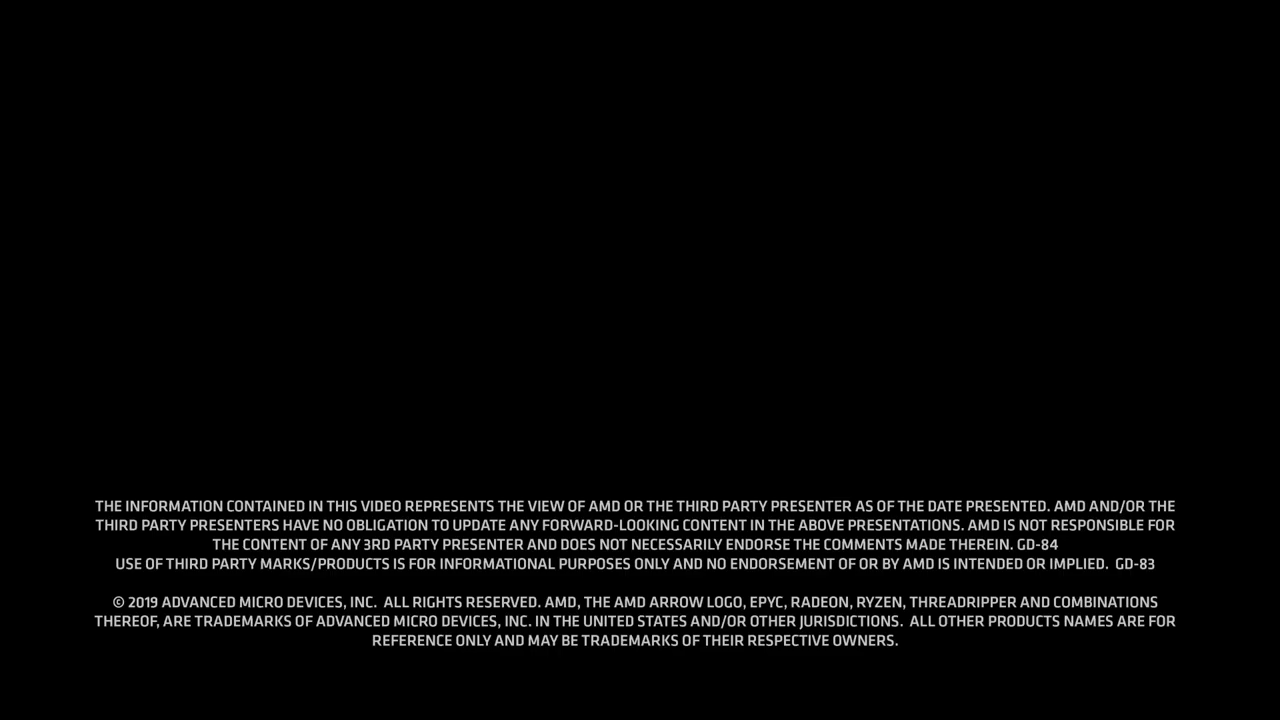 THE INFORMATION CONTAINED IN THIS VIDEO REPRESENTS THE VIEW OF AMD OR THE THIRD PARTY PRESENTER AS OF THE DATE PRESENTED. AMD AND/OR THE
THIRD PARTY PRESENTERS HAVE NO OBLIGATION TO UPDATE ANY FORWARD-LOOKING CONTENT IN THE ABOVE PRESENTATIONS. AMD IS NOT RESPONSIBLE FOR
THE CONTENT OF ANY 3RD PARTY PRESENTER AND DOES NOT NECESSARILY ENDORSE THE COMMENTS MADE THEREIN. GD-84
USE OF THIRD PARTY MARKS/PRODUCTS IS FOR INFORMATIONAL PURPOSES ONLY AND NO ENDORSEMENT OF OR BY AMD IS INTENDED OR IMPLIED.  GD-83
© 2019 ADVANCED MICRO DEVICES, INC.  ALL RIGHTS RESERVED. AMD, THE AMD ARROW LOGO, EPYC, RADEON, RYZEN, THREADRIPPER AND COMBINATIONS
THEREOF, ARE TRADEMARKS OF ADVANCED MICRO DEVICES, INC. IN THE UNITED STATES AND/OR OTHER JURISDICTIONS.  ALL OTHER PRODUCTS NAMES ARE FOR
REFERENCE ONLY AND MAY BE TRADEMARKS OF THEIR RESPECTIVE OWNERS.